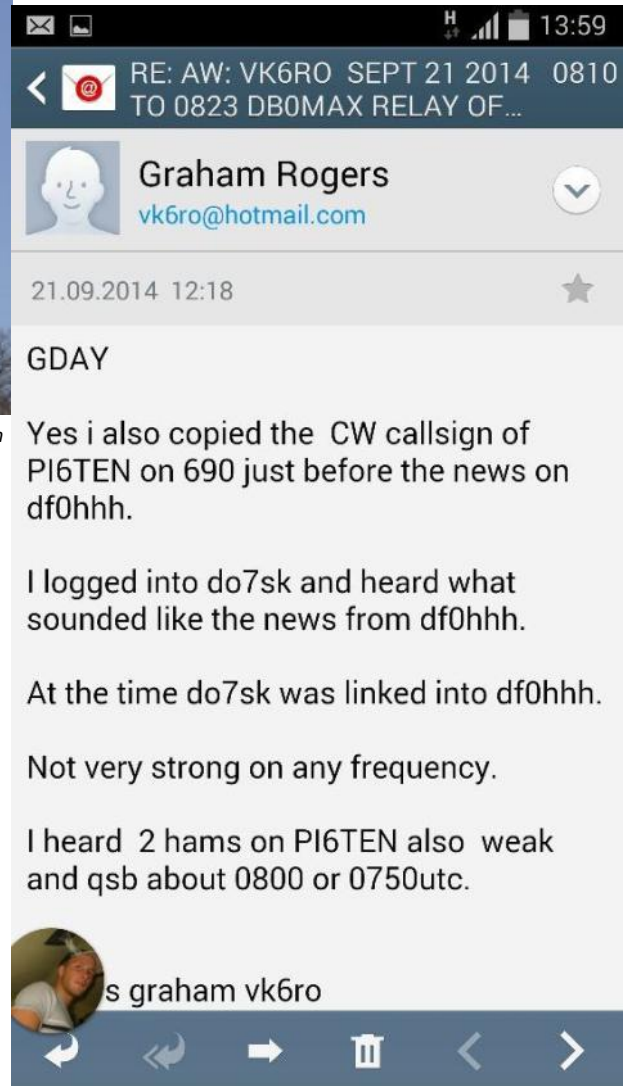 H 13:59
RE: AW: VK6RO SEPT 21 2014 0810
TO 0823 DB0MAX RELAY OF...
Graham Rogers
vk6ro@hotmail.com
21.09.2014 12:18
GDAY
Yes i also copied the CW callsign of
PI6TEN on 690 just before the news on
df0hhh.
I logged into do7sk and heard what
sounded like the news from df0hhh.
At the time do7sk was linked into df0hhh.
Not very strong on any frequency.
I heard 2 hams on PI6TEN also weak
and qsb about 0800 or 0750utc.
s graham vk6ro